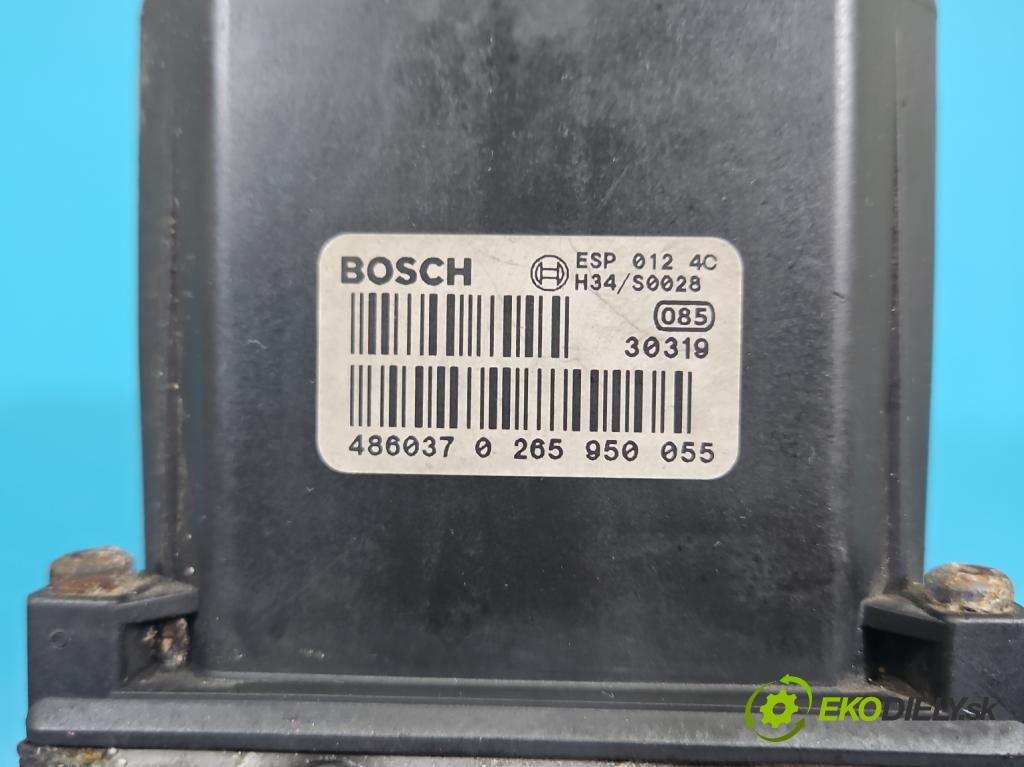 BOSCH ESP 012 4C
H34/S0028
085
30319
486037 0 265 950 055
EKODIELY.sk